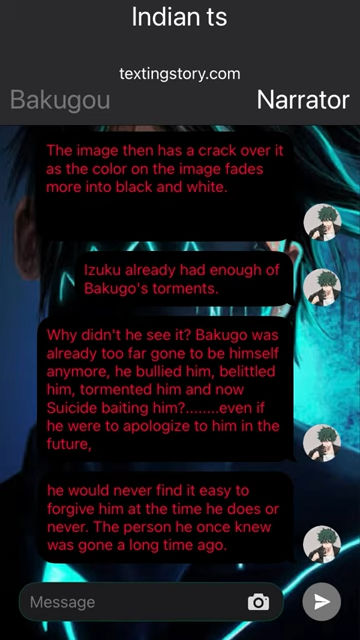 Indian ts
textingstory.com
Bakugou
Narrator
The image then has a crack over it
as the color on the image fades
more into black and white.
Izuku already had enough of
Bakugo's torments.
Why didn't he see it? Bakugo was
already too far gone to be himself
anymore, he bullied him, belittled
him, tormented him and now
Suicide baiting him?........even if
he were to apologize to him in the
future,
he would never find it easy to
forgive him at the time he does or
never. The person he once knew
was gone a long time ago.
Message